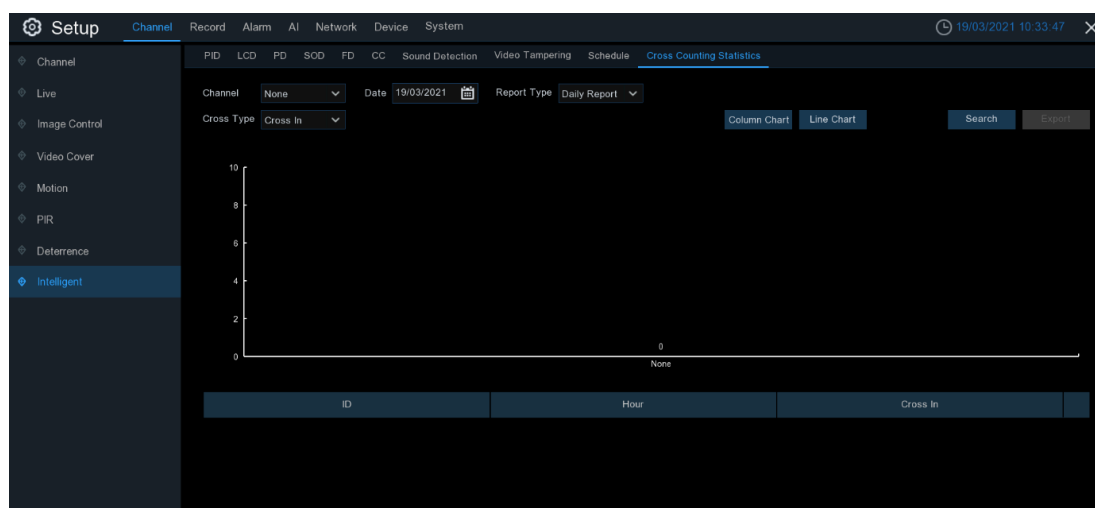 Setup Channel Record Alarm AI Network Device System 19/03/2021 10:33:47
PID LCD PD SOD FD CC Sound Detection Video Tampering Schedule Cross Counting Statistics
Channel
Live
Image Control
Video Cover
Motion
PIR
Deterrence
Intelligent
Channel None Date 19/03/2021 Report Type Daily Report
Cross Type Cross In Column Chart Line Chart Search Export
10
8
6
4
2
0
0
None
ID Hour Cross In